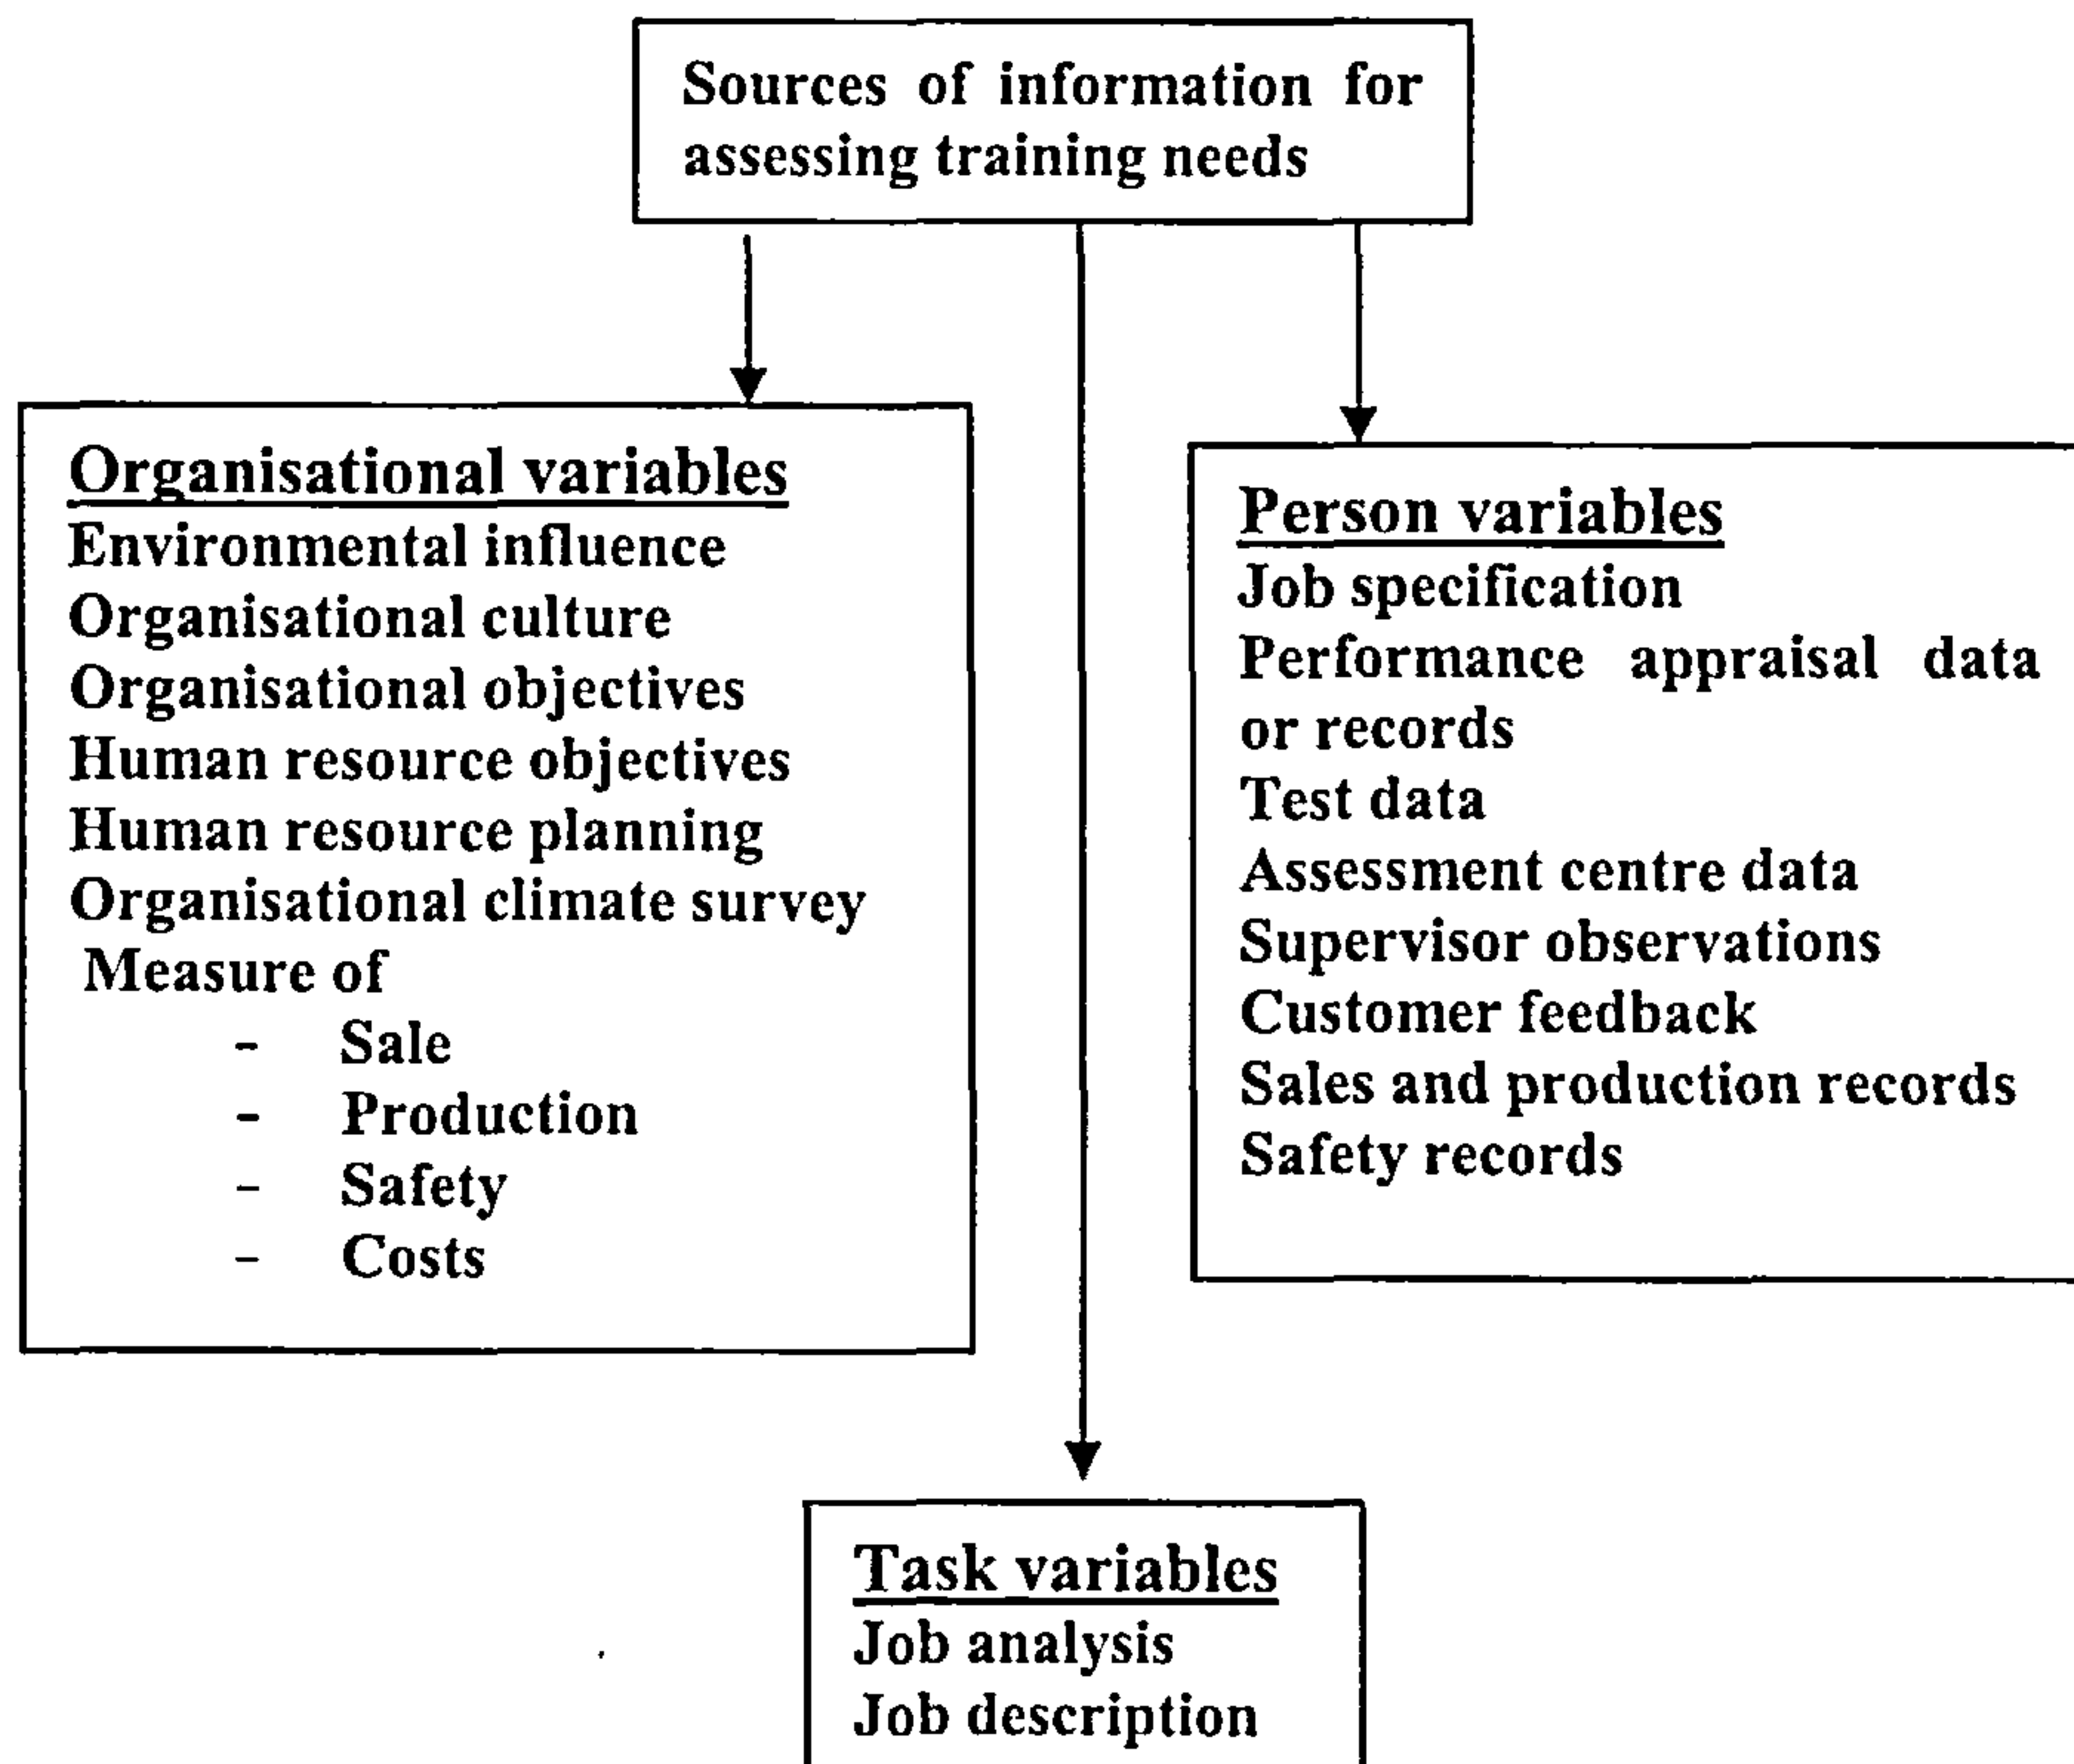 Sources of information for
assessing training needs
Organisational variables
Environmental influence
Organisational culture
Organisational objectives
Human resource objectives
Human resource planning
Organisational climate survey
Measure of
- Sale
- Production
- Safety
- Costs
Person variables
Job specification
Performance appraisal data
or records
Test data
Assessment centre data
Supervisor observations
Customer feedback
Sales and production records
Safety records
Task variables
Job analysis
Job description